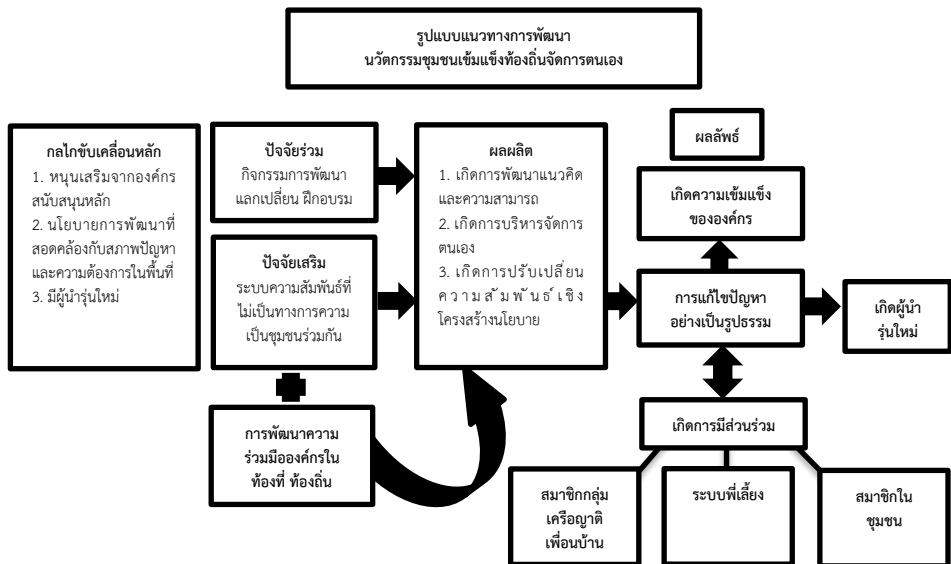 รูปแบบแนวทางการพัฒนา
นวัตกรรมชุมชนเข้มแข็งท้องถิ่นจัดการตนเอง
กลไกขับเคลื่อนหลัก
1. หนุนเสริมจากองค์กร
สนับสนุนหลัก
2. นโยบายการพัฒนาที่
สอดคล้องกับสภาพปัญหา
และความต้องการในพื้นที่
3. มีผู้นำรุ่นใหม่
ปัจจัยร่วม
กิจกรรมการพัฒนา
แลกเปลี่ยน ฝึกอบรม
ปัจจัยเสริม
ระบบความสัมพันธ์ที่
ไม่เป็นทางการความ
เป็นชุมชนร่วมกัน
การพัฒนาความ
ร่วมมือองค์กรใน
ท้องที่ ท้องถิ่น
ผลผลิต
1. เกิดการพัฒนาแนวคิด
และความสามารถ
2. เกิดการบริหารจัดการ
ตนเอง
3. เกิดการปรับเปลี่ยน
ความสัมพันธ์เชิง
โครงสร้างนโยบาย
ผลลัพธ์
เกิดความเข้มแข็ง
ขององค์กร
การแก้ไขปัญหา
อย่างเป็นรูปธรรม
เกิดผู้นำ
รุ่นใหม่
เกิดการมีส่วนร่วม
สมาชิกกลุ่ม
เครือญาติ
เพื่อนบ้าน
ระบบพี่เลี้ยง
สมาชิกใน
ชุมชน